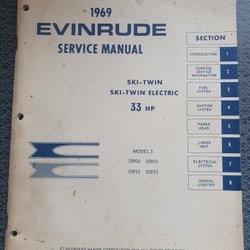 1969
EVINRUDE
SERVICE MANUAL
SKI-TWIN
SKI-TWIN ELECTRIC
33 HP
MODELS
33902 33903
33952 33953
SECTION
INTRODUCTION 1
GENERAL
SERVICE
INFORMATION 2
FUEL
SYSTEM 3
IGNITION
SYSTEM 4
POWER
HEAD 5
LOWER
UNIT 6
ELECTRICAL
SYSTEM 7
MANUAL
STARTER 8